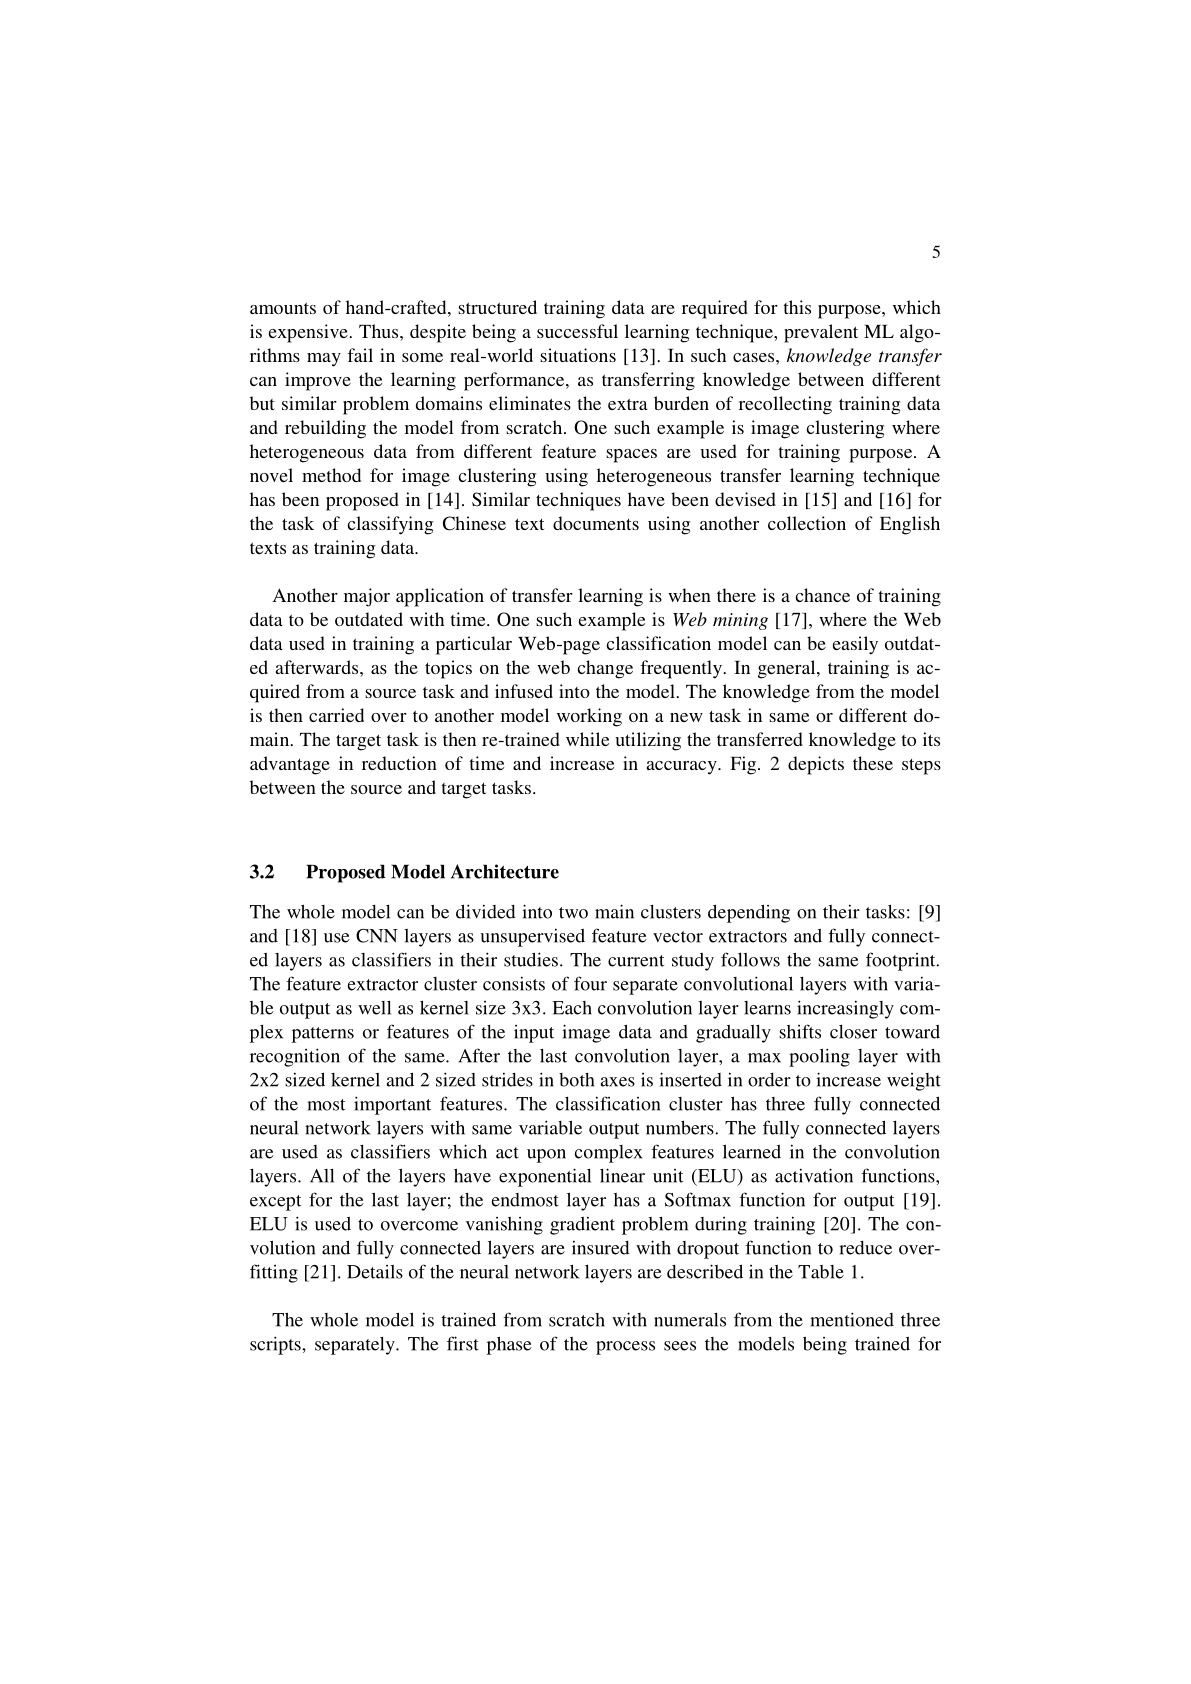 5
amounts of hand-crafted, structured training data are required for this purpose, which
is expensive. Thus, despite being a successful learning technique, prevalent ML algo-
rithms may fail in some real-world situations [13]. In such cases, knowledge transfer
can improve the learning performance, as transferring knowledge between different
but similar problem domains eliminates the extra burden of recollecting training data
and rebuilding the model from scratch. One such example is image clustering where
heterogeneous data from different feature spaces are used for training purpose. A
novel method for image clustering using heterogeneous transfer learning technique
has been proposed in [14]. Similar techniques have been devised in [15] and [16] for
the task of classifying Chinese text documents using another collection of English
texts as training data.
Another major application of transfer learning is when there is a chance of training
data to be outdated with time. One such example is Web mining [17], where the Web
data used in training a particular Web-page classification model can be easily outdat-
ed afterwards, as the topics on the web change frequently. In general, training is ac-
quired from a source task and infused into the model. The knowledge from the model
is then carried over to another model working on a new task in same or different do-
main. The target task is then re-trained while utilizing the transferred knowledge to its
advantage in reduction of time and increase in accuracy. Fig. 2 depicts these steps
between the source and target tasks.
3.2 Proposed Model Architecture
The whole model can be divided into two main clusters depending on their tasks: [9]
and [18] use CNN layers as unsupervised feature vector extractors and fully connect-
ed layers as classifiers in their studies. The current study follows the same footprint.
The feature extractor cluster consists of four separate convolutional layers with varia-
ble output as well as kernel size 3x3. Each convolution layer learns increasingly com-
plex patterns or features of the input image data and gradually shifts closer toward
recognition of the same. After the last convolution layer, a max pooling layer with
2x2 sized kernel and 2 sized strides in both axes is inserted in order to increase weight
of the most important features. The classification cluster has three fully connected
neural network layers with same variable output numbers. The fully connected layers
are used as classifiers which act upon complex features learned in the convolution
layers. All of the layers have exponential linear unit (ELU) as activation functions,
except for the last layer; the endmost layer has a Softmax function for output [19].
ELU is used to overcome vanishing gradient problem during training [20]. The con-
volution and fully connected layers are insured with dropout function to reduce over-
fitting [21]. Details of the neural network layers are described in the Table 1.
The whole model is trained from scratch with numerals from the mentioned three
scripts, separately. The first phase of the process sees the models being trained for